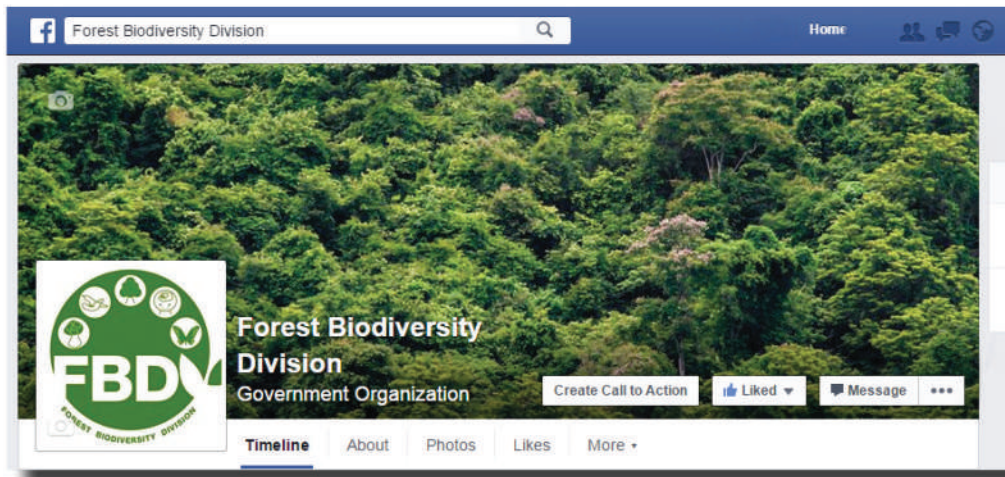 f
Forest Biodiversity Division
Home
Forest Biodiversity
Division
Government Organization
Create Call to Action
Liked
Message
•••
FBD
FOREST BIODIVERSITY DIVISION
Timeline
About
Photos
Likes
More